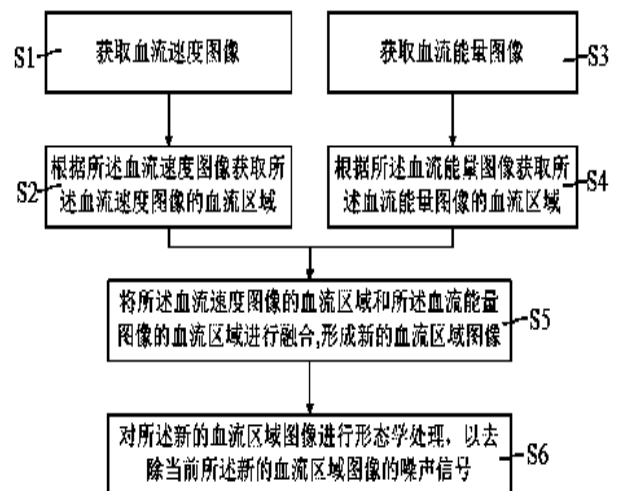 S1
获取血流速度图像
获取血流能量图像
S3
S2
根据所述血流速度图像获取所
述血流速度图像的血流区域
根据所述血流能量图像获取所
述血流能量图像的血流区域
S4
将所述血流速度图像的血流区域和所述血流能量
图像的血流区域进行融合,形成新的血流区域图像
S5
对所述新的血流区域图像进行形态学处理，以去
除当前所述新的血流区域图像的噪声信号
S6